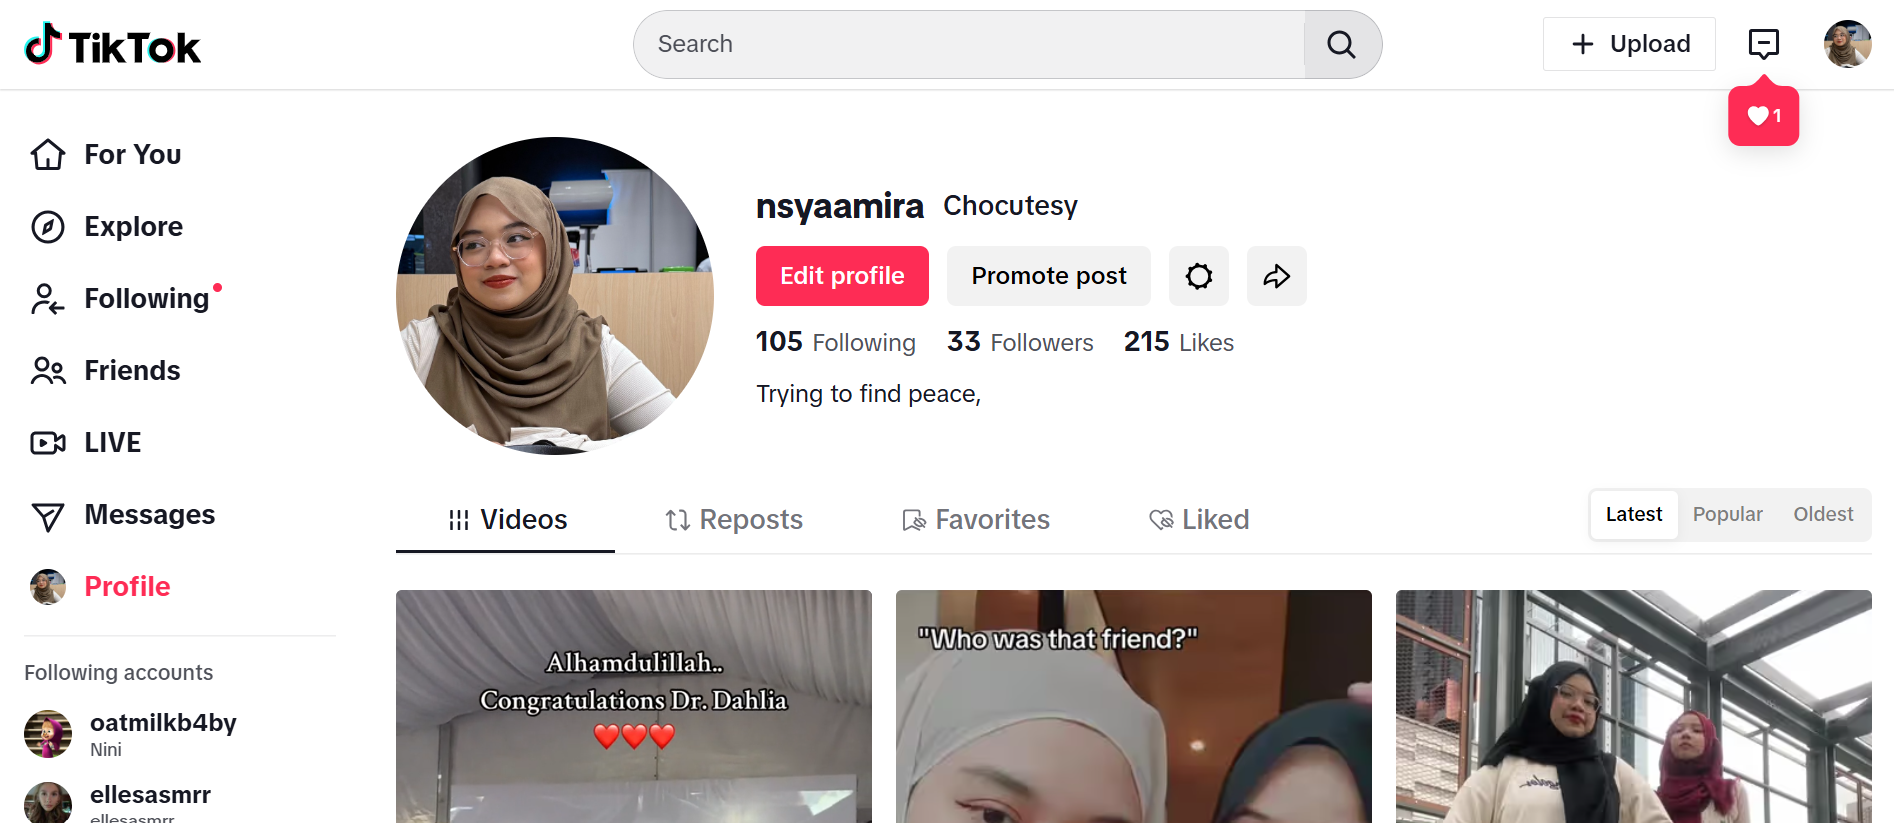 TikTok
Search
Upload
1
For You
Explore
Following
Friends
LIVE
Messages
Profile
Following accounts
oatmilkb4by
Nini
ellesasmrr
ellesasmrr
nsyaamira Chocutesy
Edit profile
Promote post
105 Following 33 Followers 215 Likes
Trying to find peace,
Videos
Reposts
Favorites
Liked
Latest
Popular
Oldest
Alhamdulillah..
Congratulations Dr. Dahlia
❤️❤️❤️
"Who was that friend?"